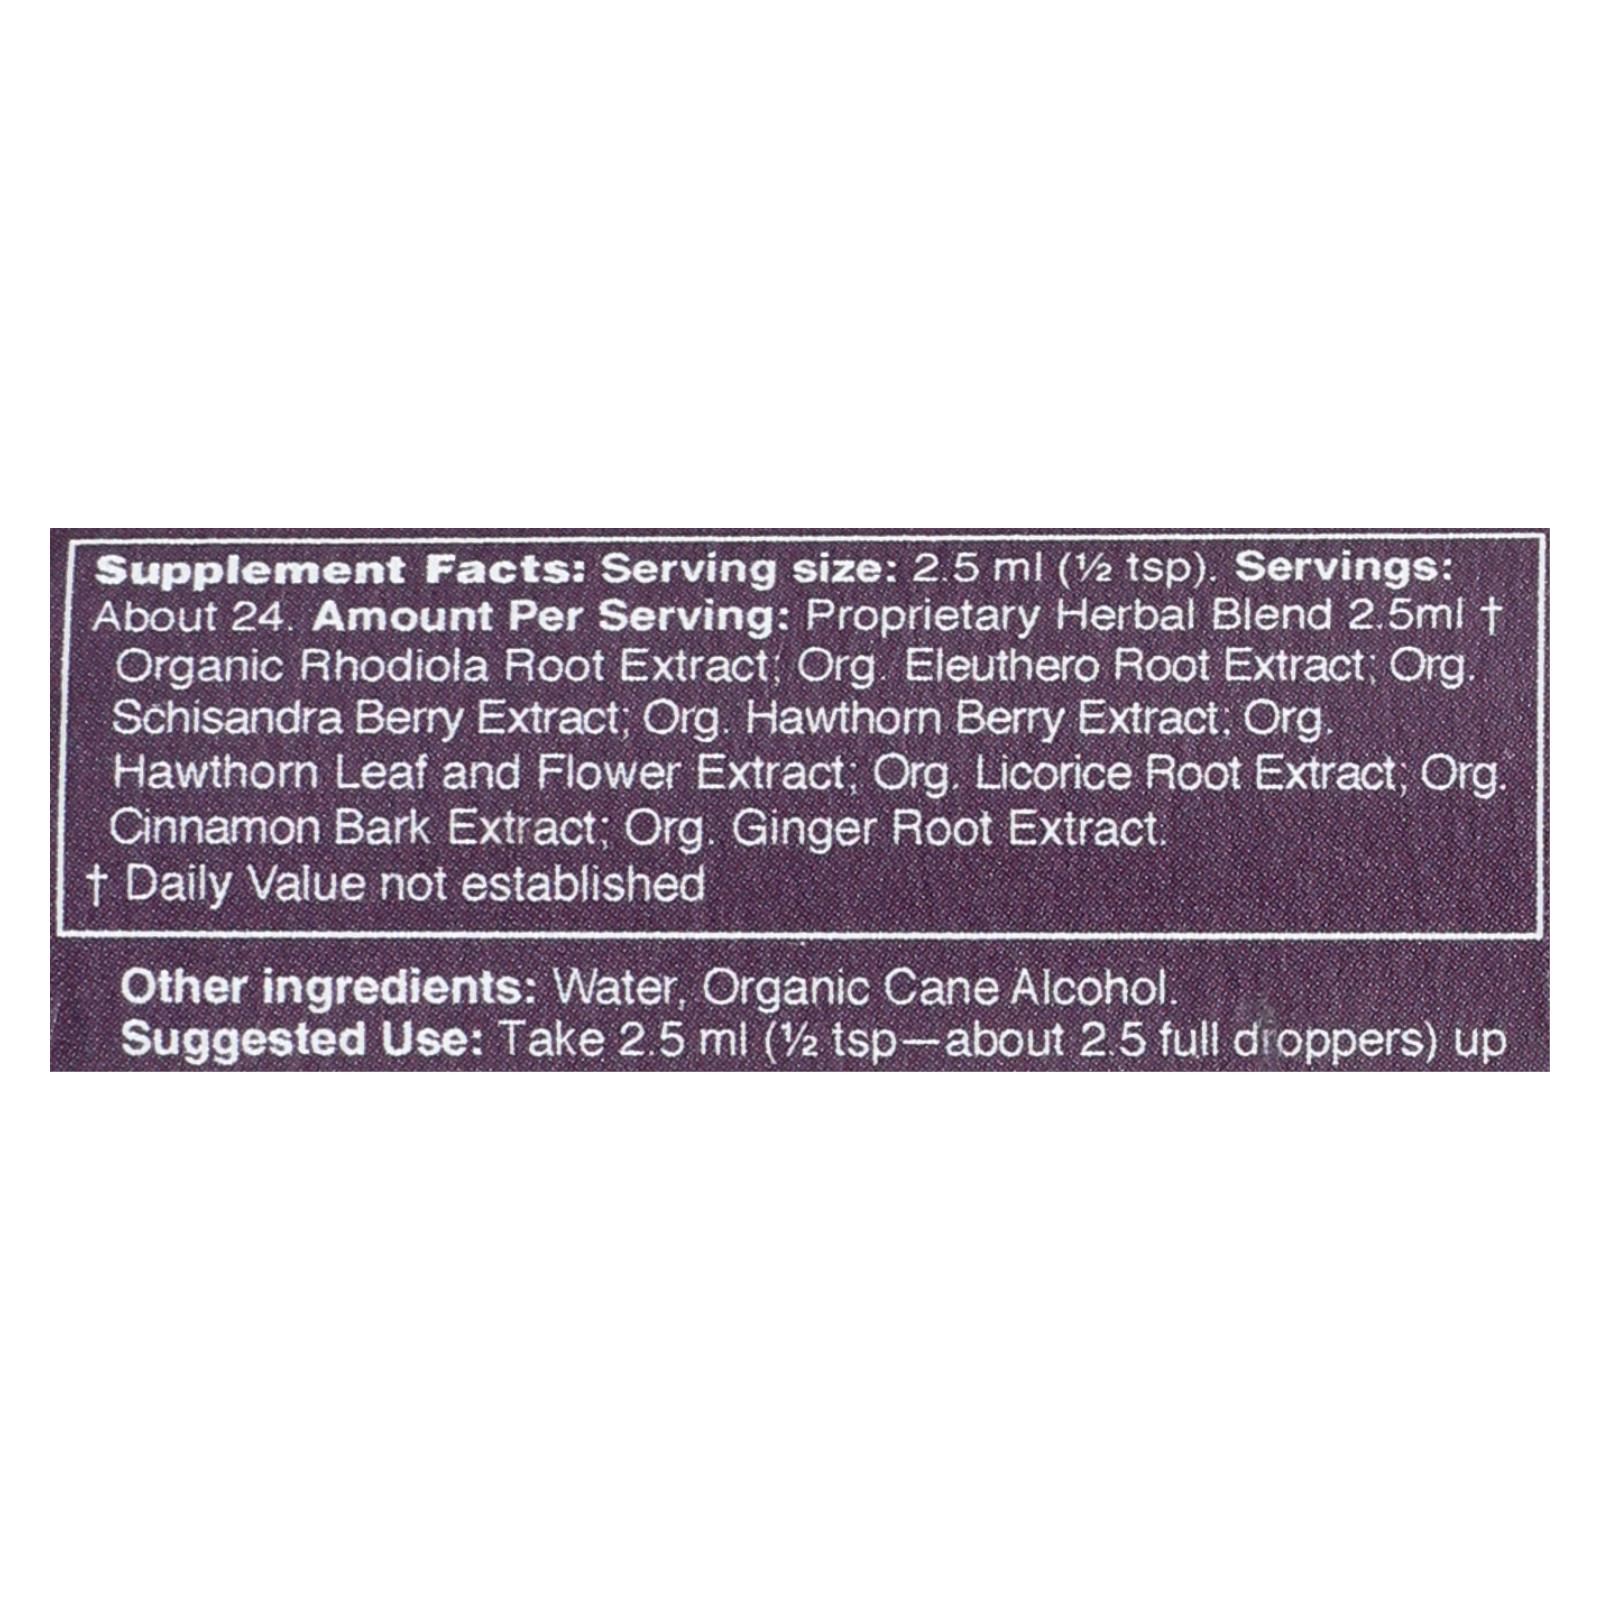 Supplement Facts: Serving size: 2.5 ml (½ tsp). Servings:
About 24. Amount Per Serving: Proprietary Herbal Blend 2.5ml †
Organic Rhodiola Root Extract; Org. Eleuthero Root Extract; Org.
Schisandra Berry Extract; Org. Hawthorn Berry Extract; Org.
Hawthorn Leaf and Flower Extract; Org. Licorice Root Extract; Org.
Cinnamon Bark Extract; Org. Ginger Root Extract.
† Daily Value not established
Other ingredients: Water, Organic Cane Alcohol.
Suggested Use: Take 2.5 ml (½ tsp—about 2.5 full droppers) up